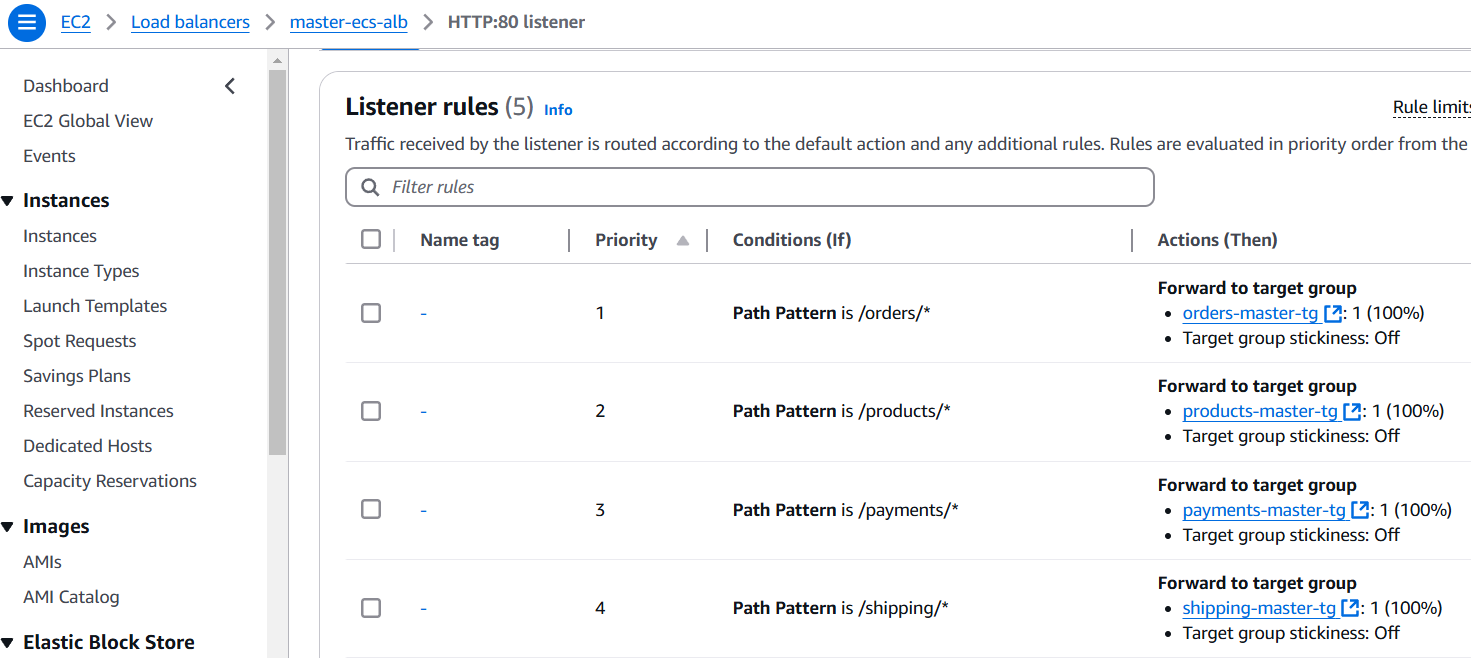 EC2 > Load balancers > master-ecs-alb > HTTP:80 listener
Dashboard
EC2 Global View
Events
Instances
Instances
Instance Types
Launch Templates
Spot Requests
Savings Plans
Reserved Instances
Dedicated Hosts
Capacity Reservations
Images
AMIs
AMI Catalog
Elastic Block Store
Listener rules (5) Info
Rule limits
Traffic received by the listener is routed according to the default action and any additional rules. Rules are evaluated in priority order from the
Filter rules
Name tag Priority Conditions (If) Actions (Then)
Forward to target group
- 1 Path Pattern is /orders/* • orders-master-tg: 1 (100%)
• Target group stickiness: Off
Forward to target group
- 2 Path Pattern is /products/* • products-master-tg: 1 (100%)
• Target group stickiness: Off
Forward to target group
- 3 Path Pattern is /payments/* • payments-master-tg: 1 (100%)
• Target group stickiness: Off
Forward to target group
- 4 Path Pattern is /shipping/* • shipping-master-tg: 1 (100%)
• Target group stickiness: Off